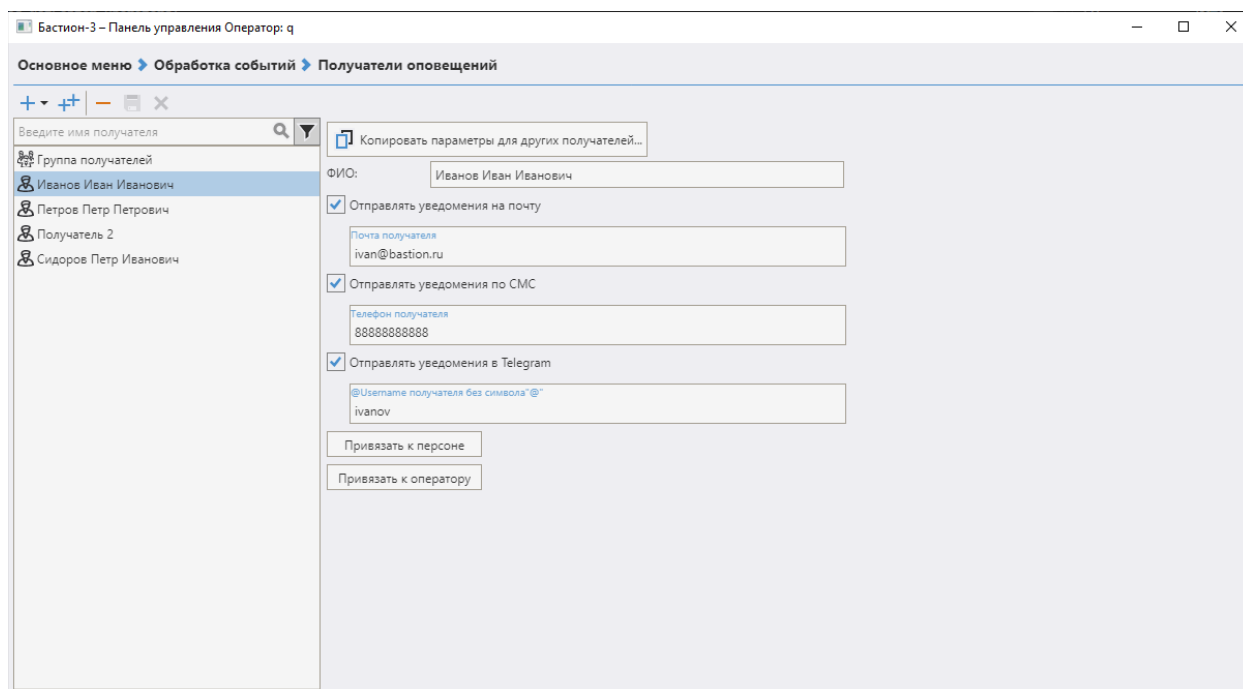 Бастион-3 – Панель управления Оператор: q
Основное меню Обработка событий Получатели оповещений
Введите имя получателя
Группа получателей
Иванов Иван Иванович
Петров Петр Петрович
Получатель 2
Сидоров Петр Иванович
Копировать параметры для других получателей...
ФИО: Иванов Иван Иванович
Отправлять уведомления на почту
Почта получателя
ivan@bastion.ru
Отправлять уведомления по СМС
Телефон получателя
88888888888
Отправлять уведомления в Telegram
@Username получателя без символа"@"
ivanov
Привязать к персоне
Привязать к оператору